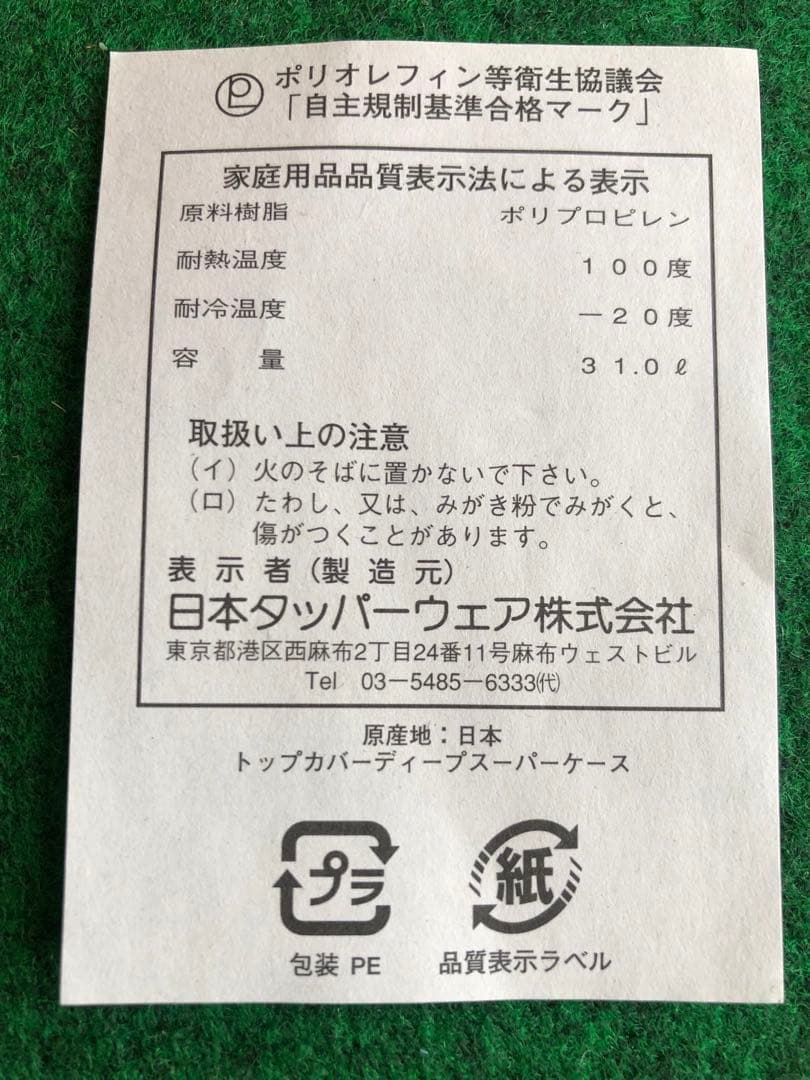 ポリオレフィン等衛生協議会
「自主規制基準合格マーク」
家庭用品品質表示法による表示
原料樹脂 ポリプロピレン
耐熱温度 100度
耐冷温度 −20度
容 量 31.0ℓ
取扱い上の注意
(イ)火のそばに置かないで下さい。
(ロ)たわし、又は、みがき粉でみがくと、
傷がつくことがあります。
表示者(製造元)
日本タッパーウェア株式会社
東京都港区西麻布2丁目24番11号麻布ウェストビル
Tel 03−5485−6333㈹
原産地：日本
トップカバーディープスーパーケース
プラ 紙
包装 PE 品質表示ラベル